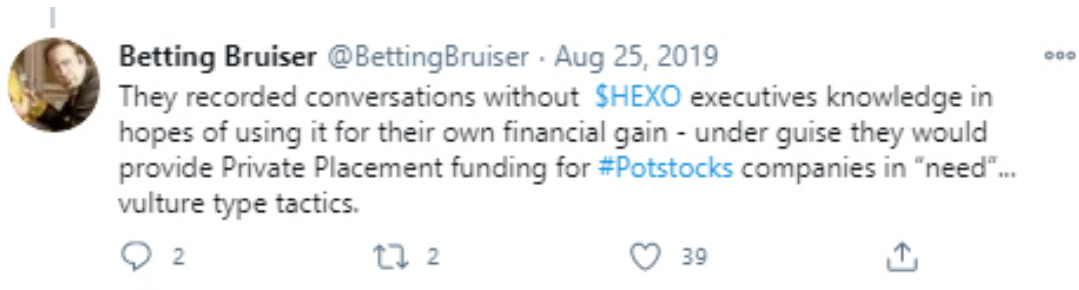 Betting Bruiser @BettingBruiser · Aug 25, 2019
They recorded conversations without $HEXO executives knowledge in
hopes of using it for their own financial gain - under guise they would
provide Private Placement funding for #Potstocks companies in “need”...
vulture type tactics.
2 2 39